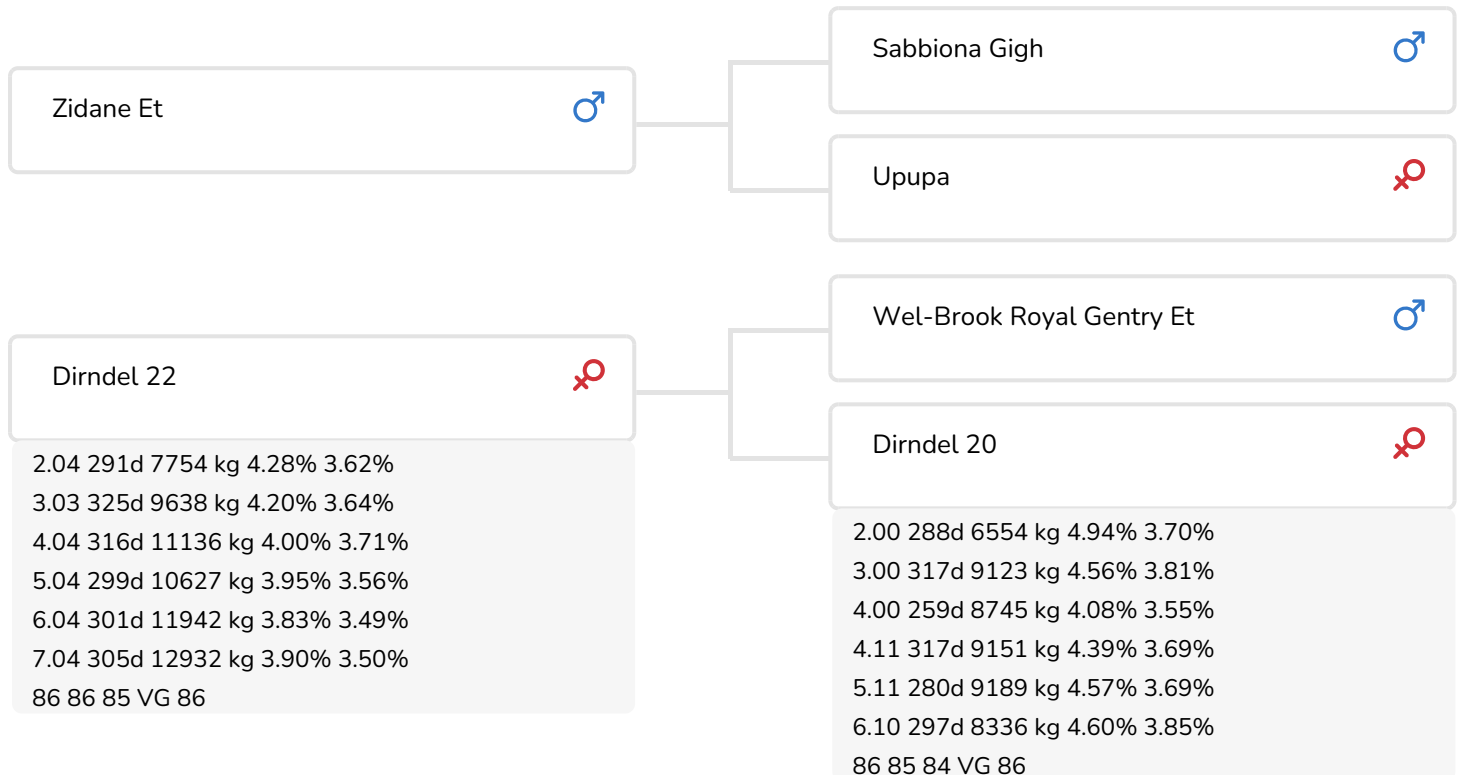 Zidane Et
Sabbiona Gigh
Upupa
Dirndel 22
2.04 291d 7754 kg 4.28% 3.62%
3.03 325d 9638 kg 4.20% 3.64%
4.04 316d 11136 kg 4.00% 3.71%
5.04 299d 10627 kg 3.95% 3.56%
6.04 301d 11942 kg 3.83% 3.49%
7.04 305d 12932 kg 3.90% 3.50%
86 86 85 VG 86
Wel-Brook Royal Gentry Et
Dirndel 20
2.00 288d 6554 kg 4.94% 3.70%
3.00 317d 9123 kg 4.56% 3.81%
4.00 259d 8745 kg 4.08% 3.55%
4.11 317d 9151 kg 4.39% 3.69%
5.11 280d 9189 kg 4.57% 3.69%
6.10 297d 8336 kg 4.60% 3.85%
86 85 84 VG 86